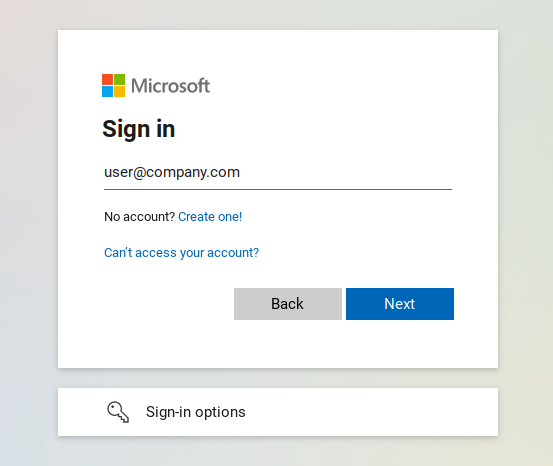 Microsoft
Sign in
user@company.com
No account? Create one!
Can't access your account?
Back Next
Sign-in options